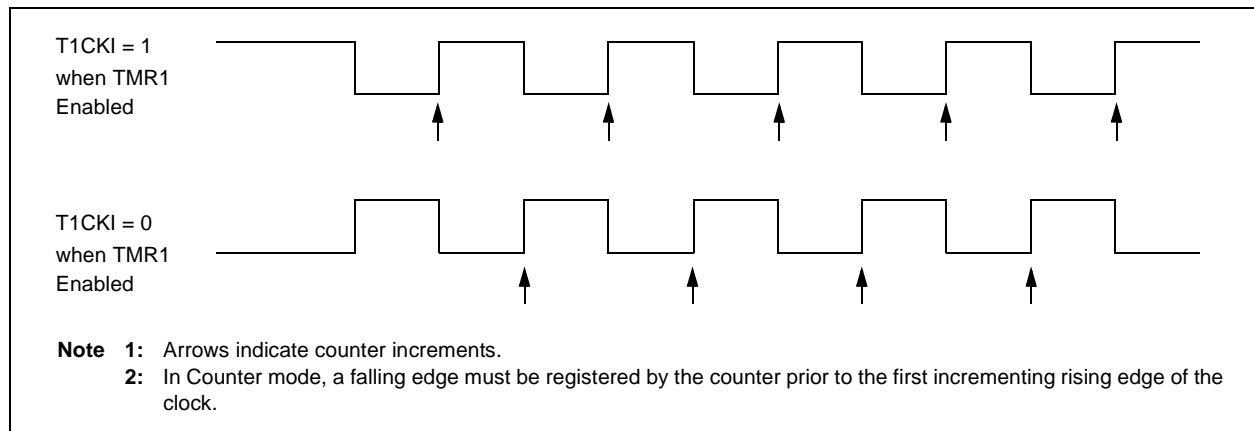 T1CKI = 1
when TMR1
Enabled
T1CKI = 0
when TMR1
Enabled
Note 1: Arrows indicate counter increments.
2: In Counter mode, a falling edge must be registered by the counter prior to the first incrementing rising edge of the
clock.